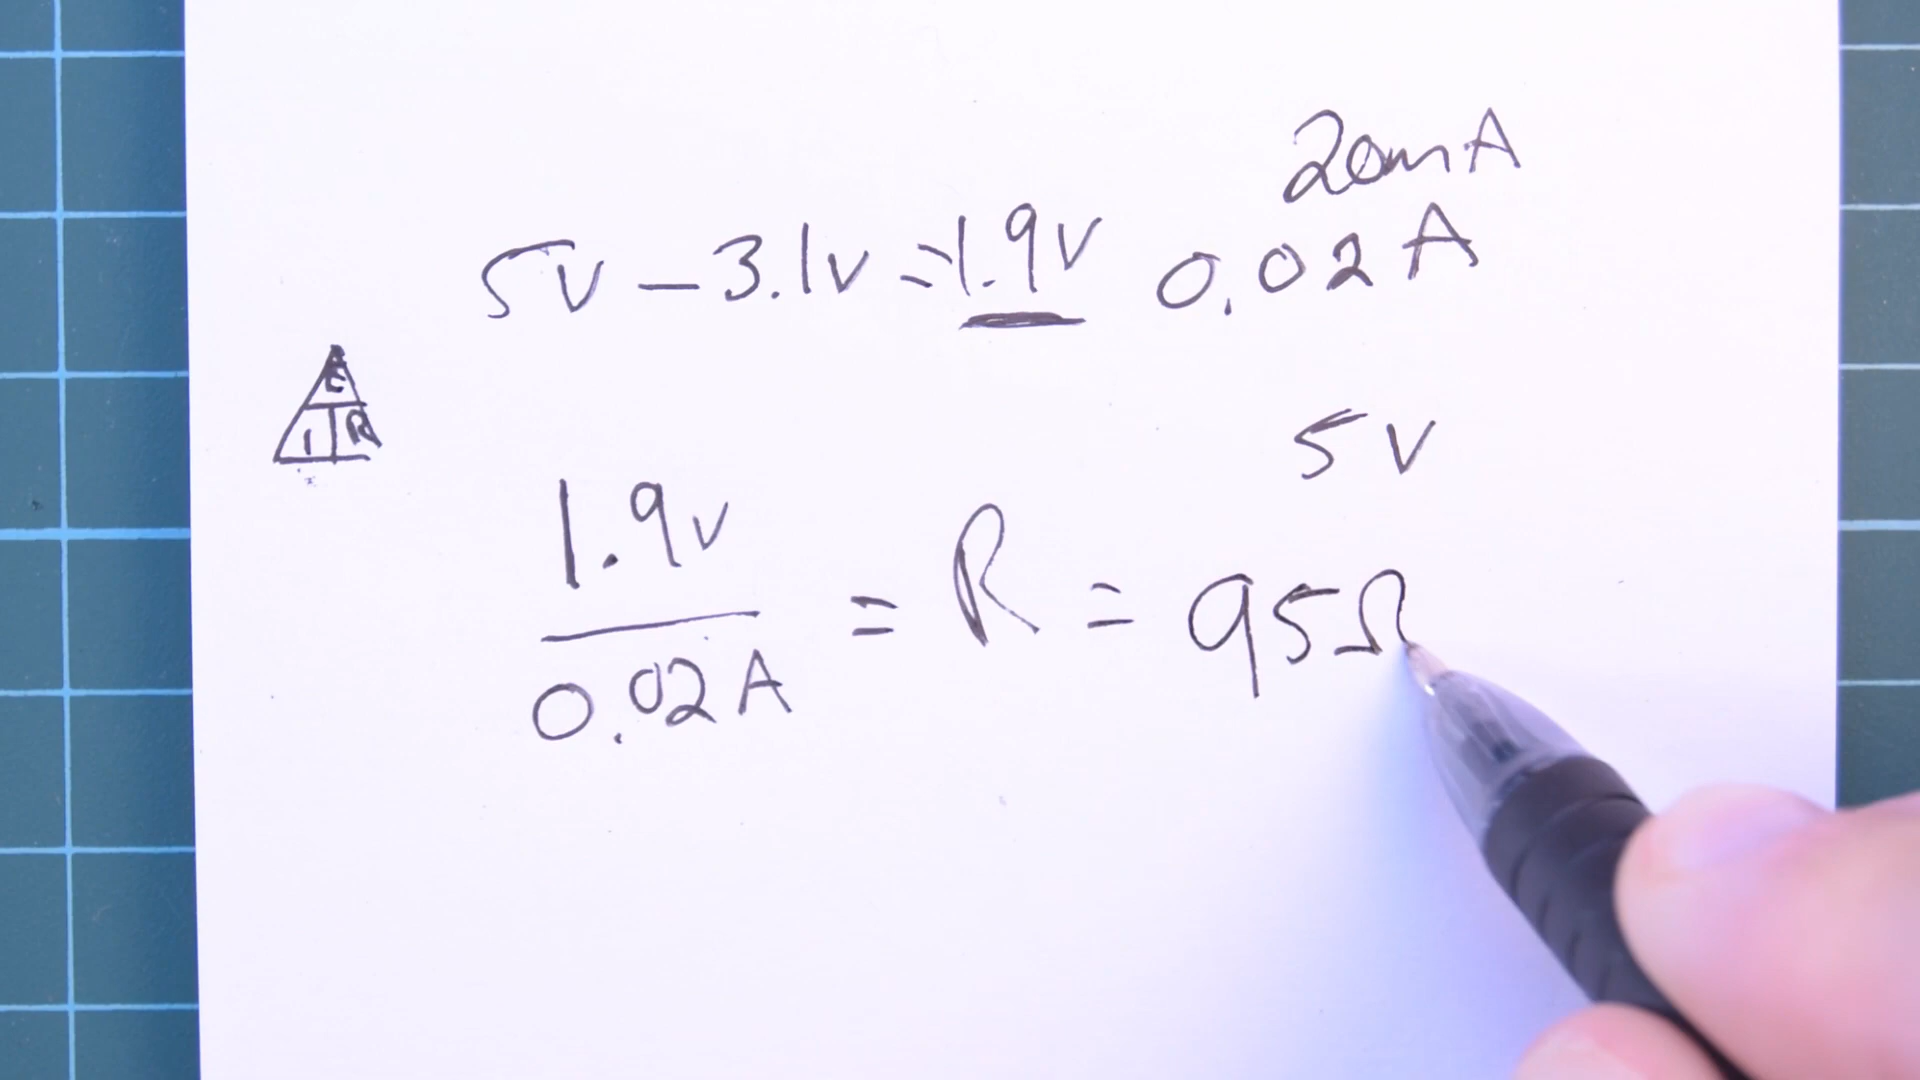 20mA
5V - 3.1V = 1.9V 0.02A
E
I R
5V
1.9V
0.02A
= R = 95Ω